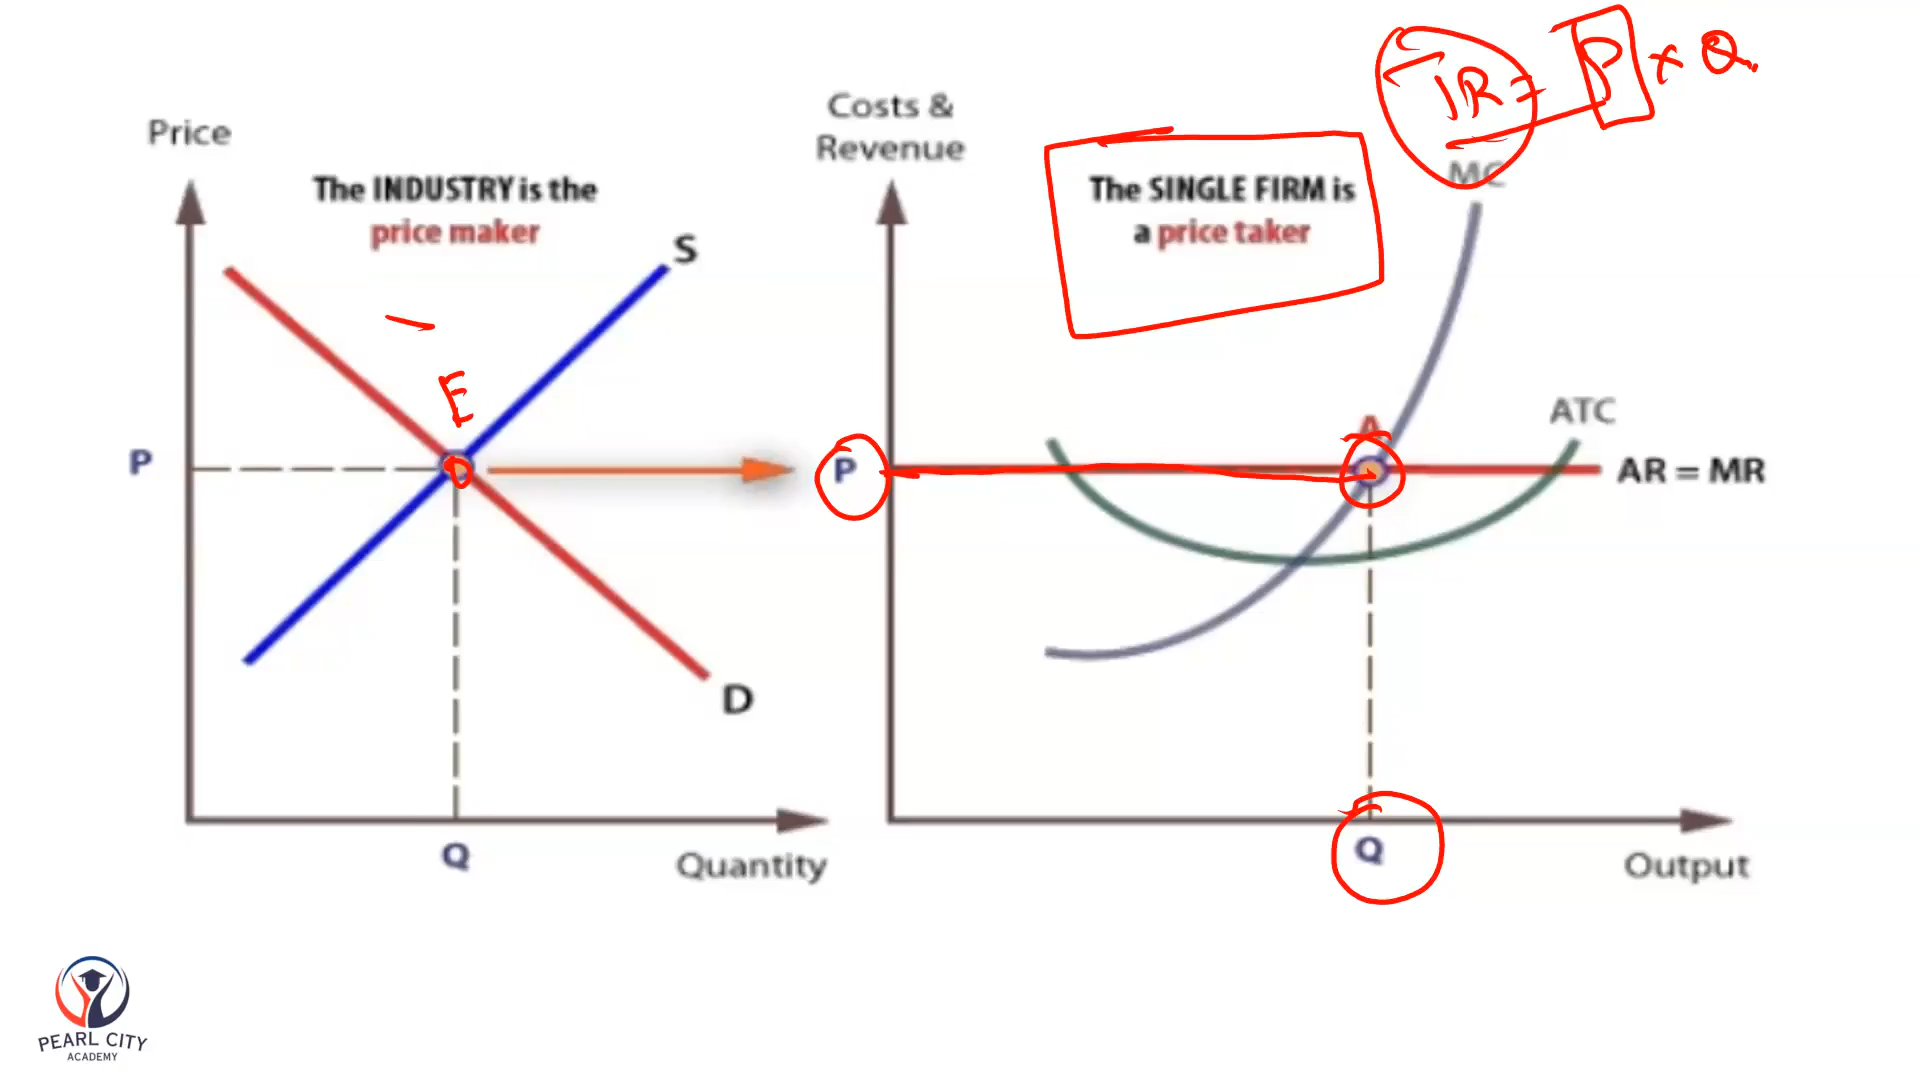 Price
The INDUSTRY is the
price maker
S
E
P
D
Q
Quantity
TR = P × Q
Costs &
Revenue
The SINGLE FIRM is
a price taker
MC
A
ATC
P
AR = MR
Q
Output
PEARL CITY
ACADEMY